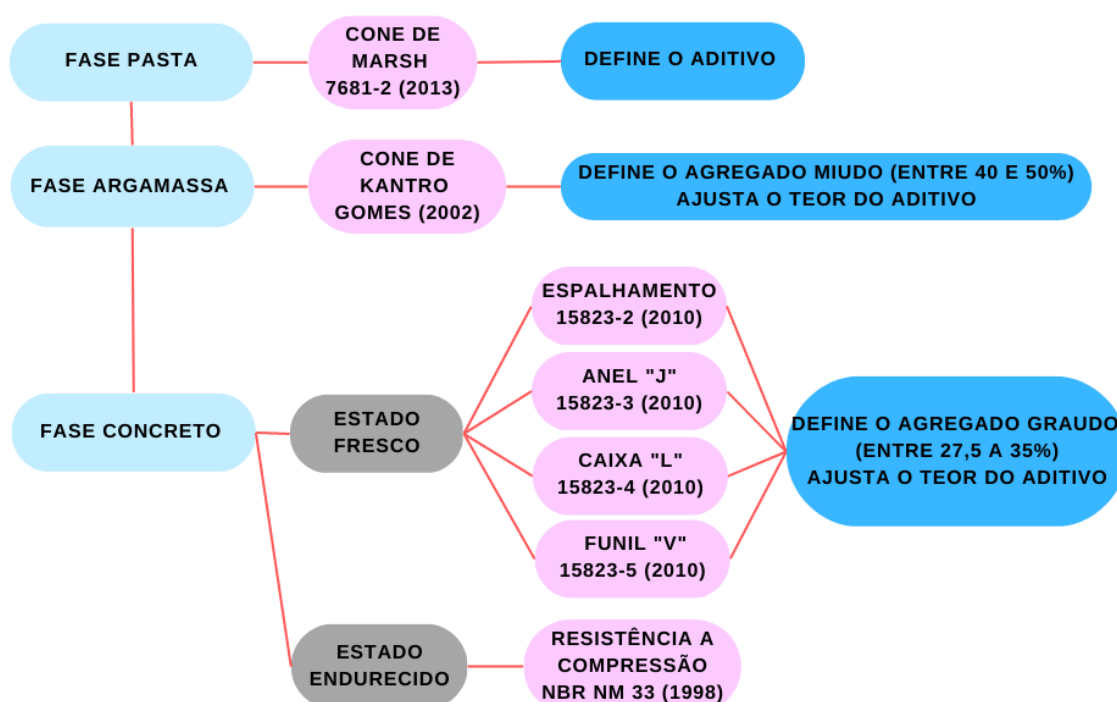 FASE PASTA
CONE DE
MARSH
7681-2 (2013)
DEFINE O ADITIVO
FASE ARGAMASSA
CONE DE
KANTRO
GOMES (2002)
DEFINE O AGREGADO MIUDO (ENTRE 40 E 50%)
AJUSTA O TEOR DO ADITIVO
FASE CONCRETO
ESTADO
FRESCO
ESPALHAMENTO
15823-2 (2010)
ANEL "J"
15823-3 (2010)
CAIXA "L"
15823-4 (2010)
FUNIL "V"
15823-5 (2010)
DEFINE O AGREGADO GRAUDO
(ENTRE 27,5 A 35%)
AJUSTA O TEOR DO ADITIVO
ESTADO
ENDURECIDO
RESISTÊNCIA A
COMPRESSÃO
NBR NM 33 (1998)